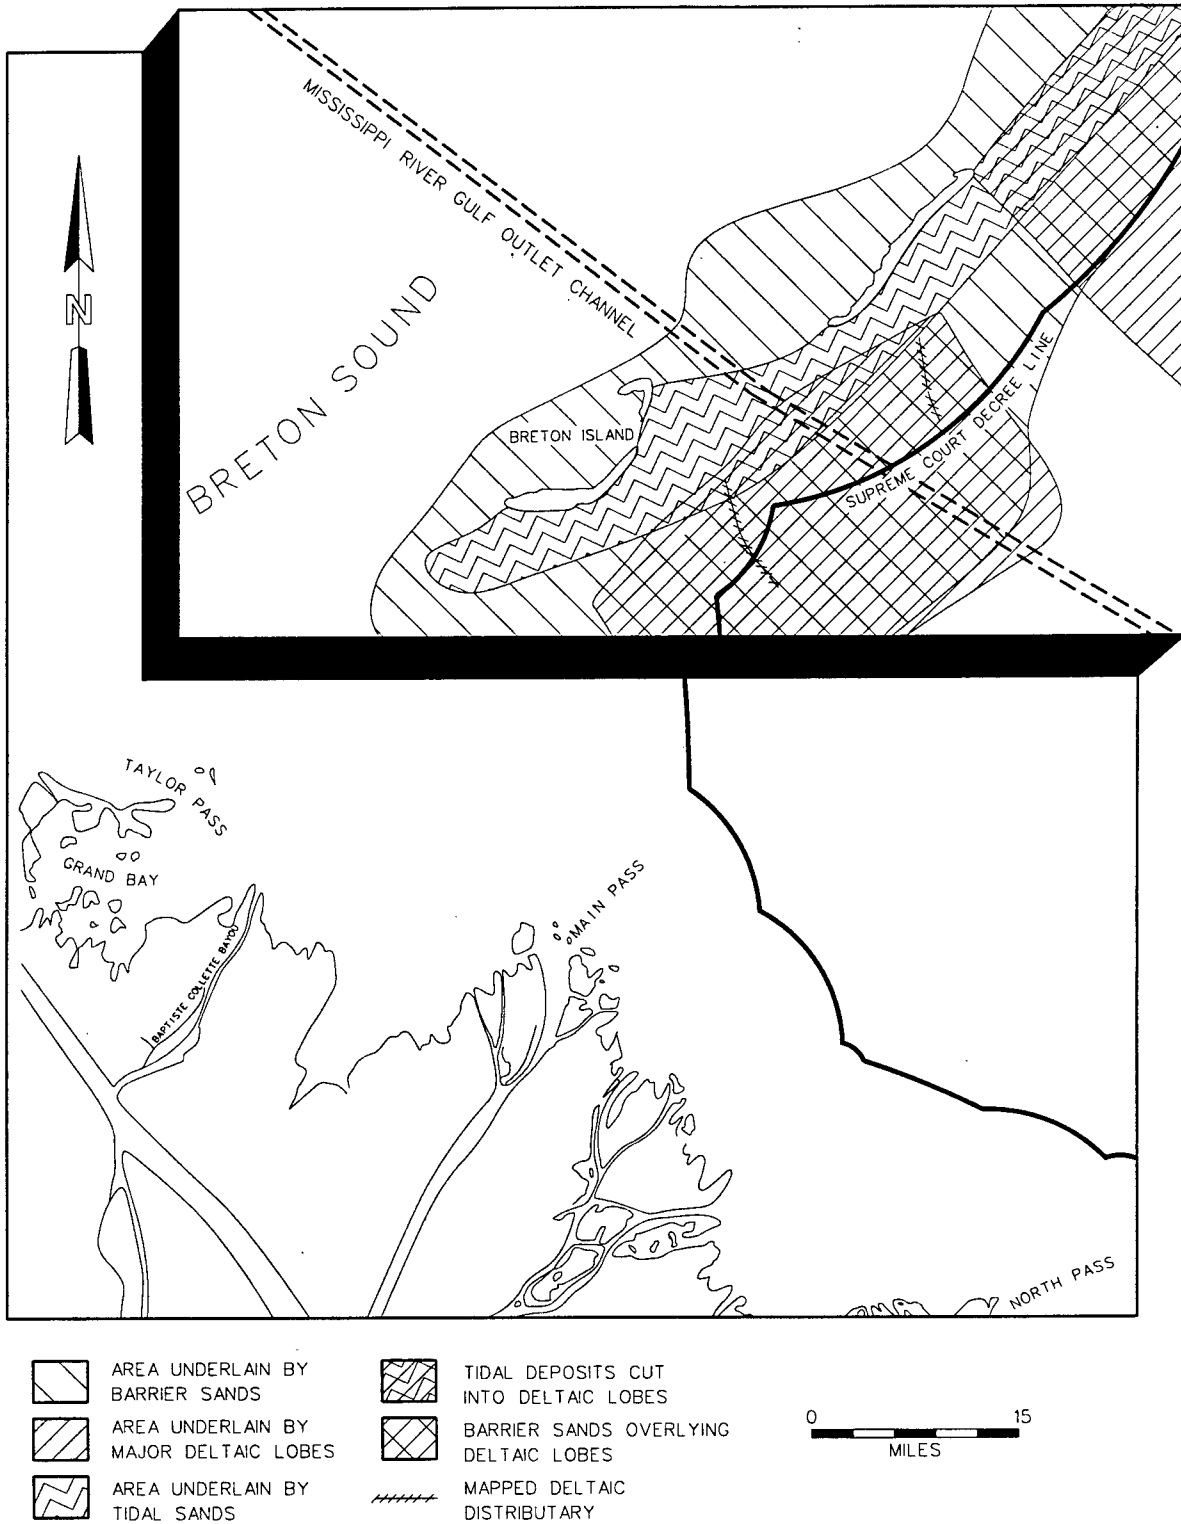 MISSISSIPPI RIVER GULF OUTLET CHANNEL
N
BRETON SOUND
BRETON ISLAND
SUPREME COURT DECREE LINE
TAYLOR PASS
GRAND BAY
MAIN PASS
BAPTISTE COLLETTE BAYOU
NORTH PASS
AREA UNDERLAIN BY
BARRIER SANDS
AREA UNDERLAIN BY
MAJOR DELTAIC LOBES
AREA UNDERLAIN BY
TIDAL SANDS
TIDAL DEPOSITS CUT
INTO DELTAIC LOBES
BARRIER SANDS OVERLYING
DELTAIC LOBES
MAPPED DELTAIC
DISTRIBUTARY
0 15
MILES